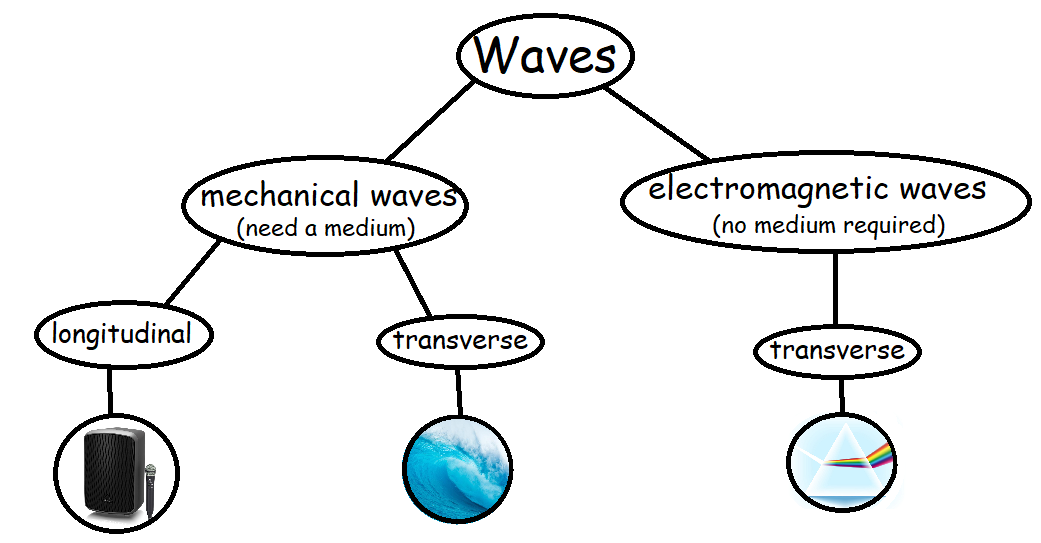 Waves
mechanical waves
(need a medium)
electromagnetic waves
(no medium required)
longitudinal
transverse
transverse